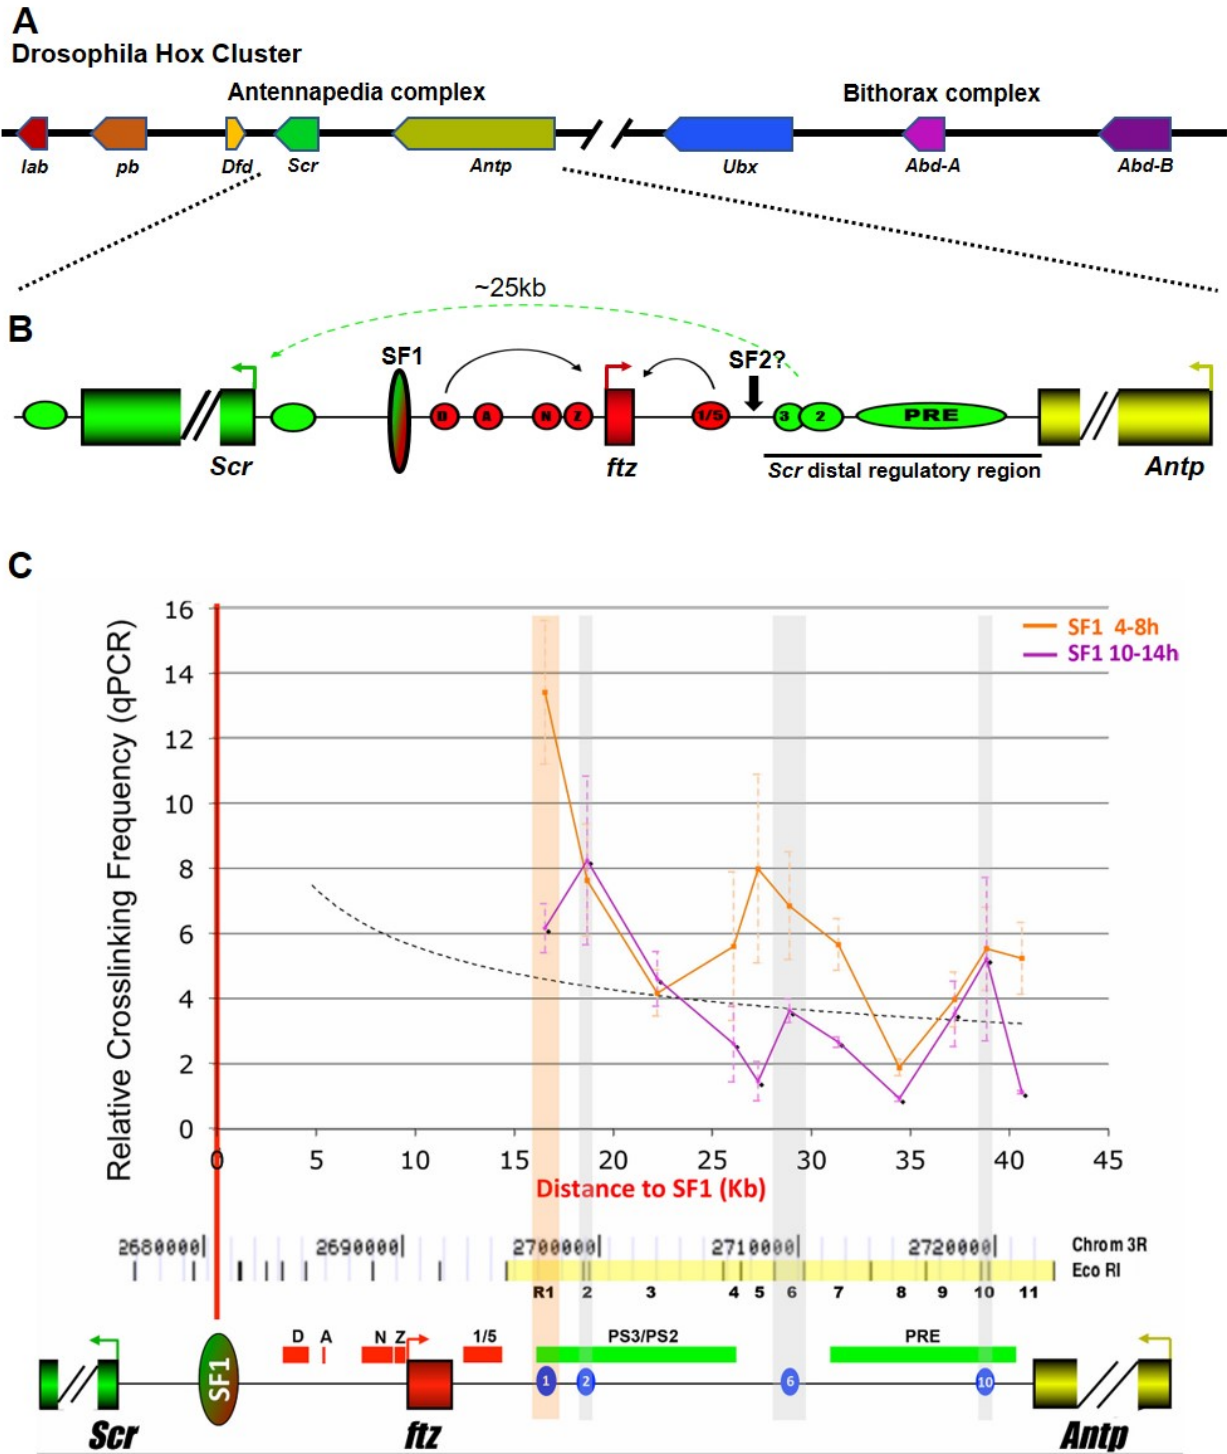 A
Drosophila Hox Cluster
Antennapedia complex
Bithorax complex
lab
pb
Dfd
Scr
Antp
Ubx
Abd-A
Abd-B
~25kb
B
SF1
SF2?
D
A
N
Z
1/5
3
2
PRE
Scr
ftz
Scr distal regulatory region
Antp
C
Relative Crosslinking Frequency (qPCR)
16
14
12
10
8
6
4
2
0
SF1 4-8h
SF1 10-14h
0 5 10 15 20 25 30 35 40 45
Distance to SF1 (Kb)
2680000 2690000 2700000 2710000 2720000 Chrom 3R
Eco RI
R1 2 3 4 5 6 7 8 9 10 11
D A N Z 1/5 PS3/PS2 PRE
SF1
1 2 6 10
Scr ftz Antp